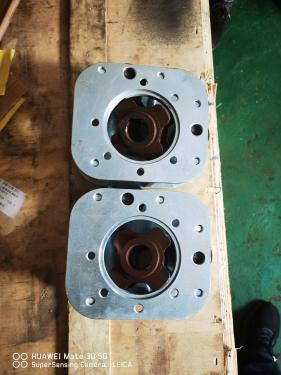 HUAWEI Mate 30 5G
SuperSensing Camera | LEICA